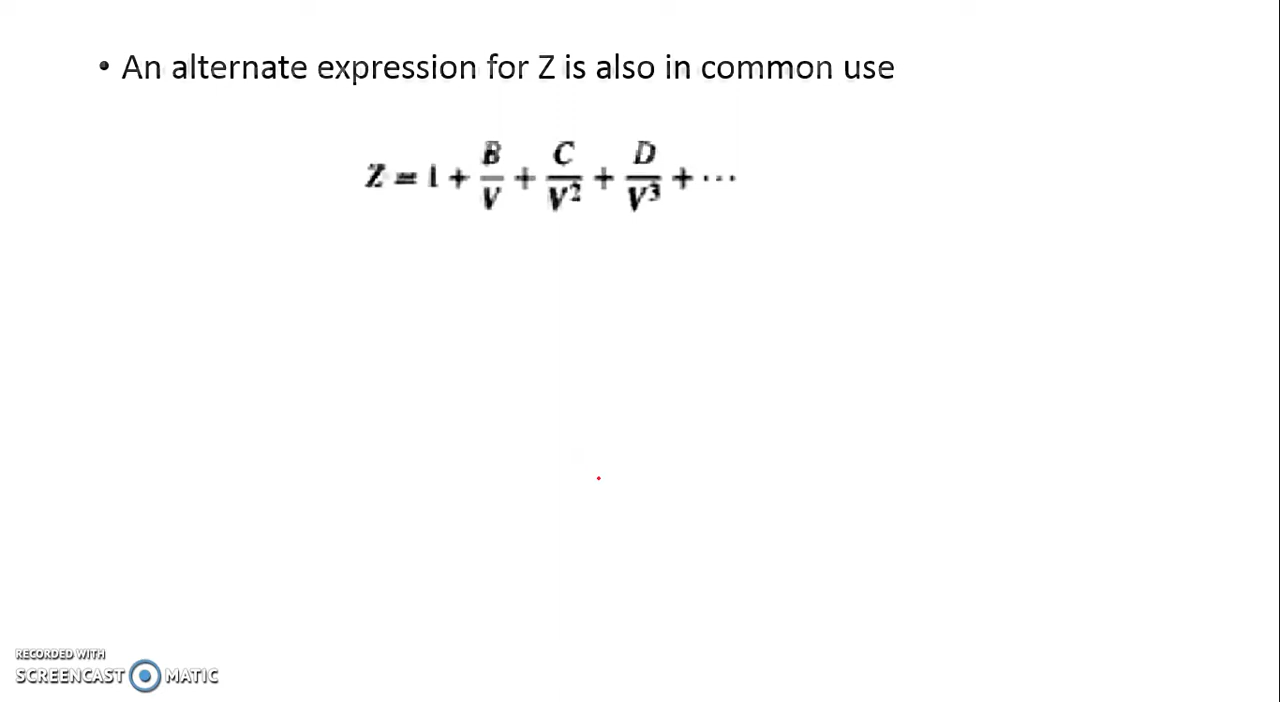 • An alternate expression for Z is also in common use
Z = 1 + B/V + C/V² + D/V³ + ···
RECORDED WITH
SCREENCAST MATIC